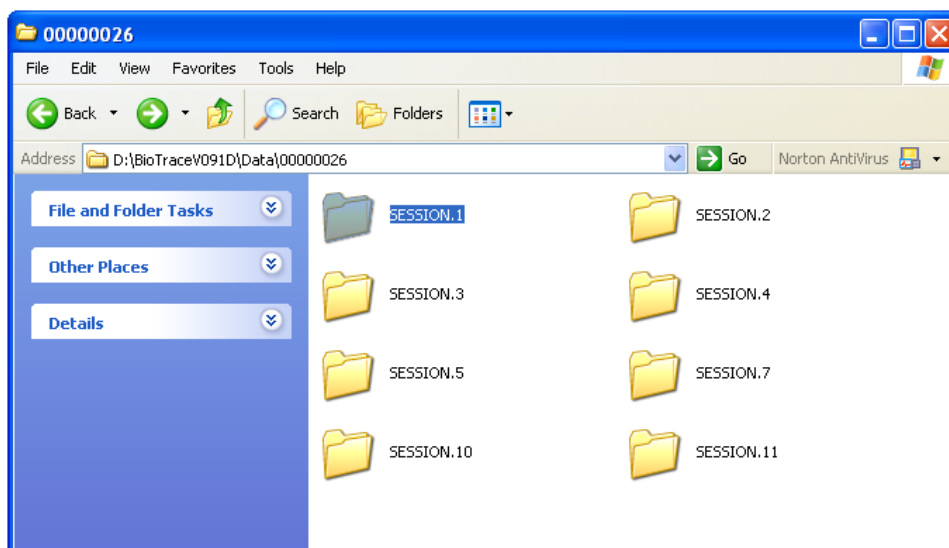 00000026
File Edit View Favorites Tools Help
Back Search Folders
Address D:\BioTraceV091D\Data\00000026 Go Norton AntiVirus
File and Folder Tasks
Other Places
Details
SESSION.1 SESSION.2
SESSION.3 SESSION.4
SESSION.5 SESSION.7
SESSION.10 SESSION.11